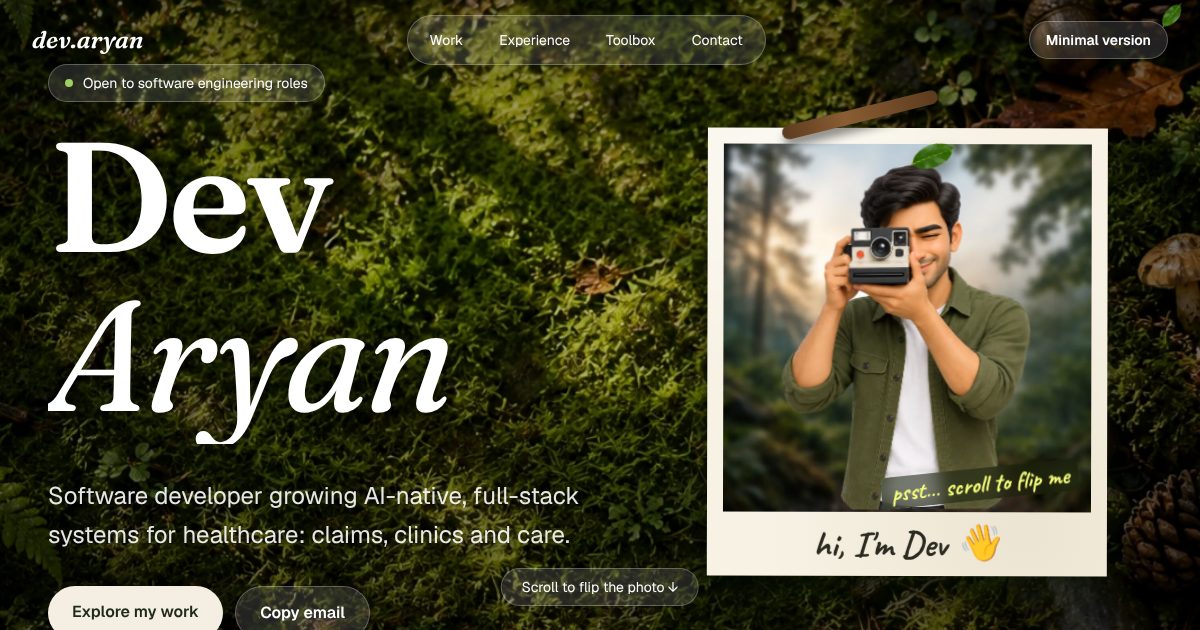 dev.aryan
Work Experience Toolbox Contact
Minimal version
Open to software engineering roles
Dev
Aryan
Software developer growing AI-native, full-stack
systems for healthcare: claims, clinics and care.
Explore my work
Copy email
Scroll to flip the photo ↓
psst... scroll to flip me
hi, I'm Dev 👋